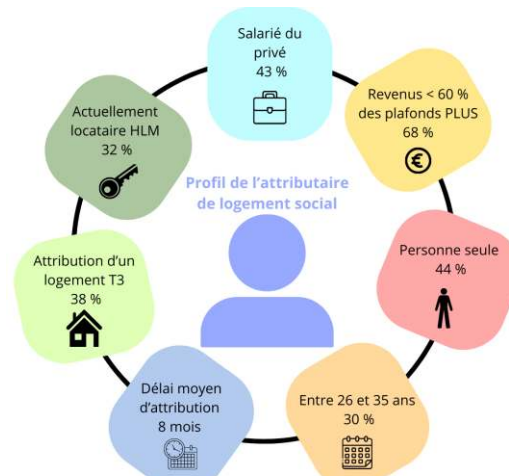 Salarié du
privé
43 %
Revenus < 60 %
des plafonds PLUS
68 %
Personne seule
44 %
Entre 26 et 35 ans
30 %
Délai moyen
d'attribution
8 mois
Attribution d'un
logement T3
38 %
Actuellement
locataire HLM
32 %
Profil de l'attributaire
de logement social